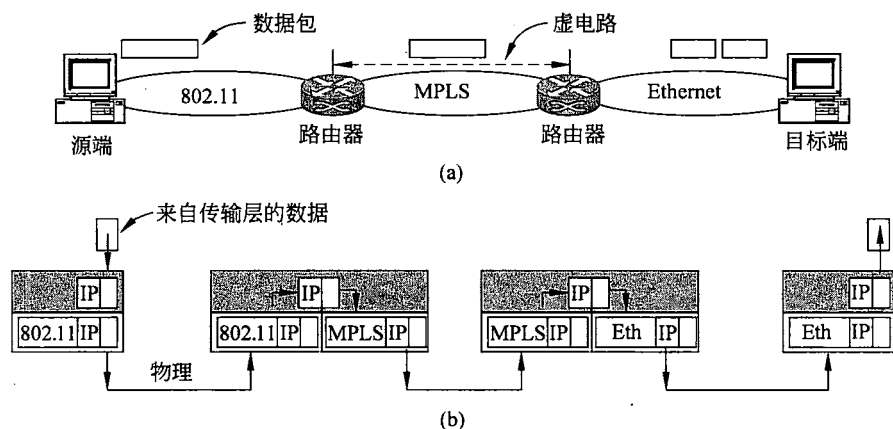 数据包
虚电路
802.11
MPLS
Ethernet
源端
路由器
路由器
目标端
(a)
来自传输层的数据
IP
IP
IP
IP
802.11 IP
802.11 IP
MPLS IP
MPLS IP
Eth IP
Eth IP
物理
(b)